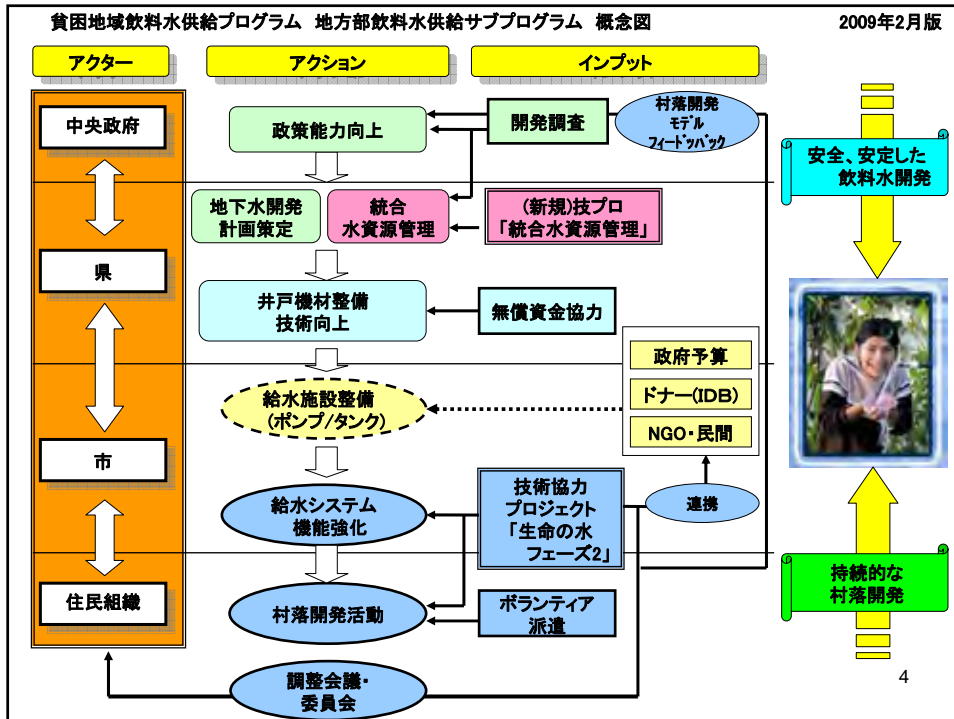 貧困地域飲料水供給プログラム 地方部飲料水供給サブプログラム 概念図
2009年2月版
アクター
アクション
インプット
中央政府
政策能力向上
開発調査
村落開発
モデル
フィードッバック
安全、安定した
飲料水開発
地下水開発
計画策定
統合
水資源管理
(新規)技プロ
「統合水資源管理」
県
井戸機材整備
技術向上
無償資金協力
政府予算
ドナー(IDB)
NGO・民間
給水施設整備
(ポンプ/タンク)
市
給水システム
機能強化
技術協力
プロジェクト
「生命の水
フェーズ2」
連携
持続的な
村落開発
住民組織
村落開発活動
ボランティア
派遣
調整会議・
委員会
4